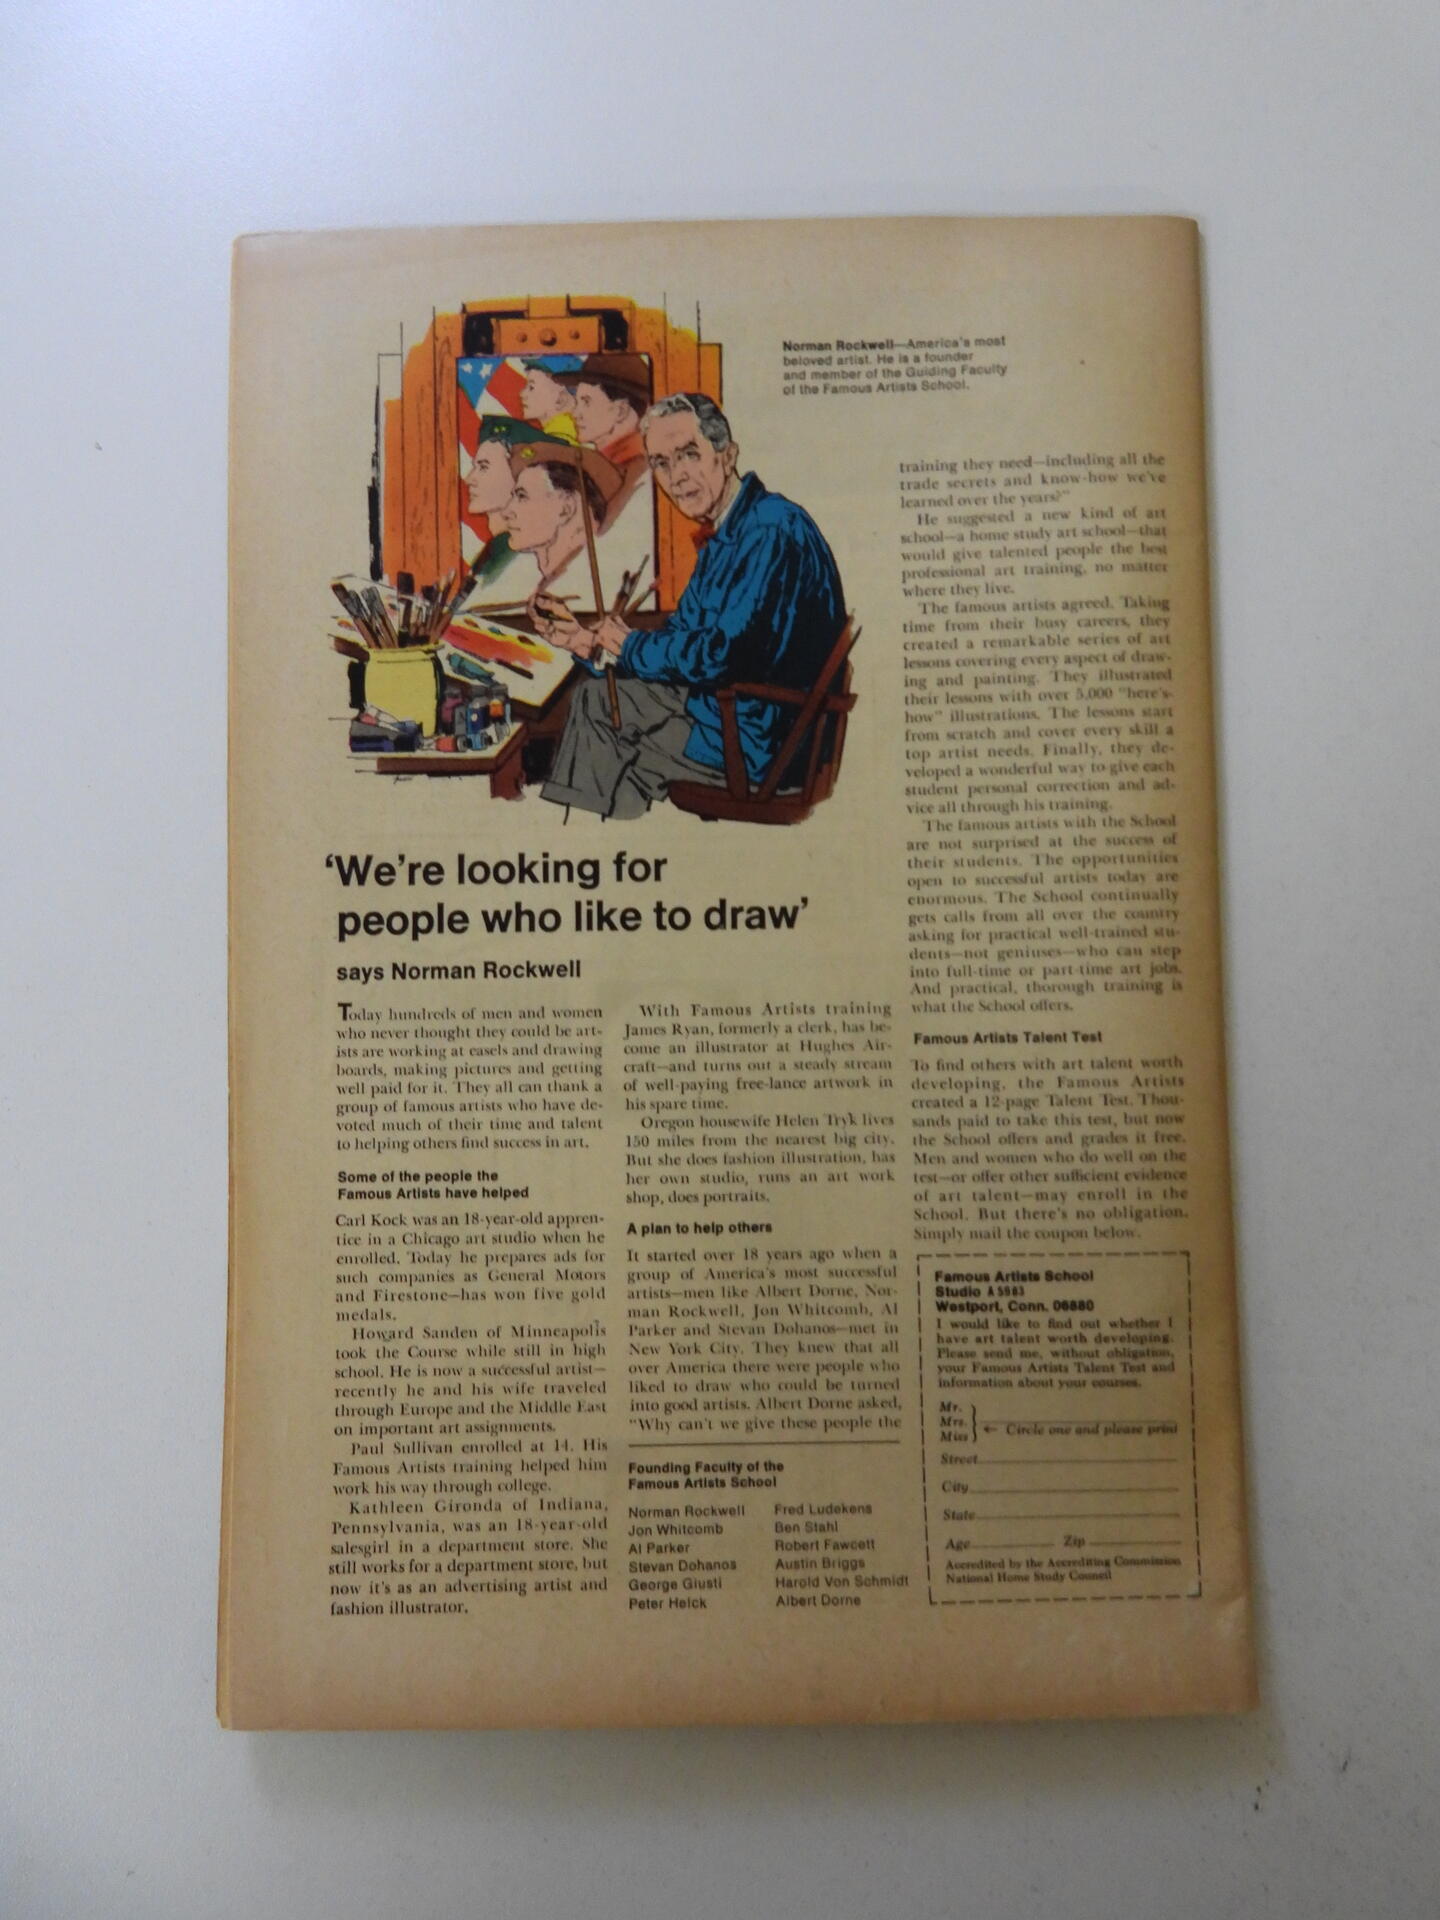 Norman Rockwell—America's most
beloved artist. He is a founder
and member of the Guiding Faculty
of the Famous Artists School.
‘We’re looking for
people who like to draw’
says Norman Rockwell
Today hundreds of men and women
who never thought they could be art-
ists are working at easels and drawing
boards, making pictures and getting
well paid for it. They all can thank a
group of famous artists who have de-
voted much of their time and talent
to helping others find success in art.
Some of the people the
Famous Artists have helped
Carl Kock was an 18-year-old appren-
tice in a Chicago art studio when he
enrolled. Today he prepares ads for
such companies as General Motors
and Firestone—has won five gold
medals.
Howard Sanden of Minneapolis
took the Course while still in high
school. He is now a successful artist—
recently he and his wife traveled
through Europe and the Middle East
on important art assignments.
Paul Sullivan enrolled at 14. His
Famous Artists training helped him
work his way through college.
Kathleen Gironda of Indiana,
Pennsylvania, was an 18-year-old
salesgirl in a department store. She
still works for a department store, but
now it's as an advertising artist and
fashion illustrator.
With Famous Artists training
James Ryan, formerly a clerk, has be-
come an illustrator at Hughes Air-
craft—and turns out a steady stream
of well-paying free-lance artwork in
his spare time.
Oregon housewife Helen Tryk lives
150 miles from the nearest big city.
But she does fashion illustration, has
her own studio, runs an art work
shop, does portraits.
A plan to help others
It started over 18 years ago when a
group of America's most successful
artists—men like Albert Dorne, Nor-
man Rockwell, Jon Whitcomb, Al
Parker and Stevan Dohanos—met in
New York City. They knew that all
over America there were people who
liked to draw who could be turned
into good artists. Albert Dorne asked,
"Why can't we give these people the
training they need—including all the
trade secrets and know-how we've
learned over the years?"
He suggested a new kind of art
school—a home study art school—that
would give talented people the best
professional art training, no matter
where they live.
The famous artists agreed. Taking
time from their busy careers, they
created a remarkable series of art
lessons covering every aspect of draw-
ing and painting. They illustrated
their lessons with over 5,000 "here's-
how" illustrations. The lessons start
from scratch and cover every skill a
top artist needs. Finally, they de-
veloped a wonderful way to give each
student personal correction and ad-
vice all through his training.
The famous artists with the School
are not surprised at the success of
their students. The opportunities
open to successful artists today are
enormous. The School continually
gets calls from all over the country
asking for practical well-trained stu-
dents—not geniuses—who can step
into full-time or part-time art jobs.
And practical, thorough training is
what the School offers.
Famous Artists Talent Test
To find others with art talent worth
developing, the Famous Artists
created a 12-page Talent Test. Thou-
sands paid to take this test, but now
the School offers and grades it free.
Men and women who do well on the
test—or offer other sufficient evidence
of art talent—may enroll in the
School. But there's no obligation.
Simply mail the coupon below.
Founding Faculty of the
Famous Artists School
Norman Rockwell
Jon Whitcomb
Al Parker
Stevan Dohanos
George Giusti
Peter Helck
Fred Ludekens
Ben Stahl
Robert Fawcett
Austin Briggs
Harold Von Schmidt
Albert Dorne
Famous Artists School
Studio A 5983
Westport, Conn. 06880
I would like to find out whether I
have art talent worth developing.
Please send me, without obligation,
your Famous Artists Talent Test and
information about your courses.
Mr.
Mrs.
Miss
← Circle one and please print
Street
City
State
Age Zip
Accredited by the Accrediting Commission
National Home Study Council